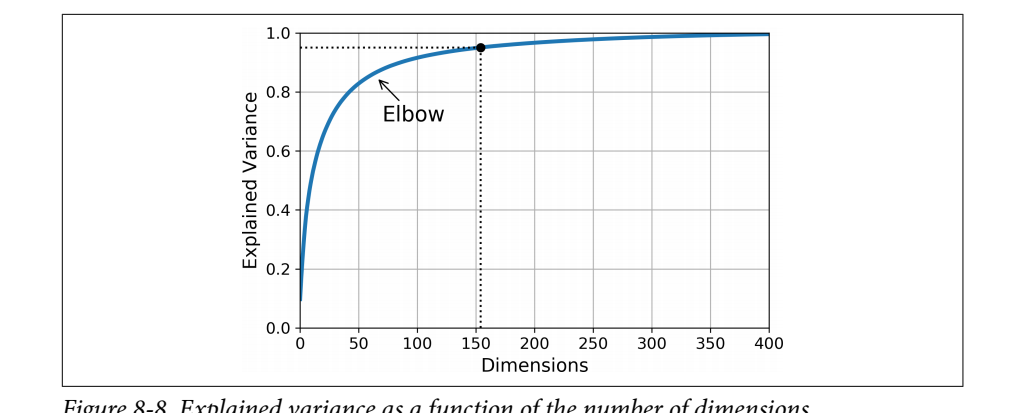 1.0
0.8
0.6
0.4
0.2
0.0
Explained Variance
Elbow
0 50 100 150 200 250 300 350 400
Dimensions
Figure 8-8. Explained variance as a function of the number of dimensions